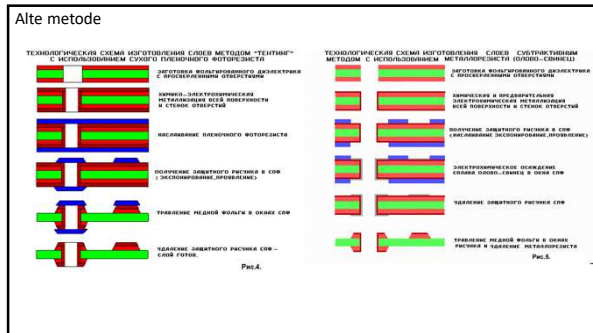 Alte metode
ТЕХНОЛОГИЧЕСКАЯ СХЕМА ИЗГОТОВЛЕНИЯ СЛОЕВ МЕТОДОМ "ТЕНТИНГ"
С ИСПОЛЬЗОВАНИЕМ СУХОГО ПЛЕНОЧНОГО ФОТОРЕЗИСТА
ЗАГОТОВКА ФОЛЬГИРОВАННОГО ДИЭЛЕКТРИКА
С ПРОСВЕРЛЕННЫМИ ОТВЕРСТИЯМИ
ХИМИКО-ЭЛЕКТРОХИМИЧЕСКАЯ
МЕТАЛЛИЗАЦИЯ ВСЕЙ ПОВЕРХНОСТИ
И СТЕНОК ОТВЕРСТИЙ
НАСЛАИВАНИЕ ПЛЕНОЧНОГО ФОТОРЕЗИСТА
ПОЛУЧЕНИЕ ЗАЩИТНОГО РИСУНКА В СПФ
(ЭКСПОНИРОВАНИЕ, ПРОЯВЛЕНИЕ)
ТРАВЛЕНИЕ МЕДНОЙ ФОЛЬГИ В ОКНАХ СПФ
УДАЛЕНИЕ ЗАЩИТНОГО РИСУНКА СПФ -
СЛОЙ ГОТОВ.
Рис.4.
ТЕХНОЛОГИЧЕСКАЯ СХЕМА ИЗГОТОВЛЕНИЯ СЛОЕВ СУБТРАКТИВНЫМ
МЕТОДОМ С ИСПОЛЬЗОВАНИЕМ МЕТАЛЛОРЕЗИСТА (ОЛОВО-СВИНЕЦ)
ЗАГОТОВКА ФОЛЬГИРОВАННОГО ДИЭЛЕКТРИКА
С ПРОСВЕРЛЕННЫМИ ОТВЕРСТИЯМИ
ХИМИЧЕСКАЯ И ПРЕДВАРИТЕЛЬНАЯ
ЭЛЕКТРОХИМИЧЕСКАЯ МЕТАЛЛИЗАЦИЯ
ВСЕЙ ПОВЕРХНОСТИ И СТЕНОК ОТВЕРСТИЙ
ПОЛУЧЕНИЕ ЗАЩИТНОГО РИСУНКА В СПФ
(НАСЛАИВАНИЕ, ЭКСПОНИРОВАНИЕ, ПРОЯВЛЕНИЕ)
ЭЛЕКТРОХИМИЧЕСКОЕ ОСАЖДЕНИЕ
СПЛАВА ОЛОВО-СВИНЕЦ В ОКНА СПФ
УДАЛЕНИЕ ЗАЩИТНОГО РИСУНКА СПФ
ТРАВЛЕНИЕ МЕДНОЙ ФОЛЬГИ В ОКНАХ
РИСУНКА И УДАЛЕНИЕ МЕТАЛЛОРЕЗИСТА
Рис.5.